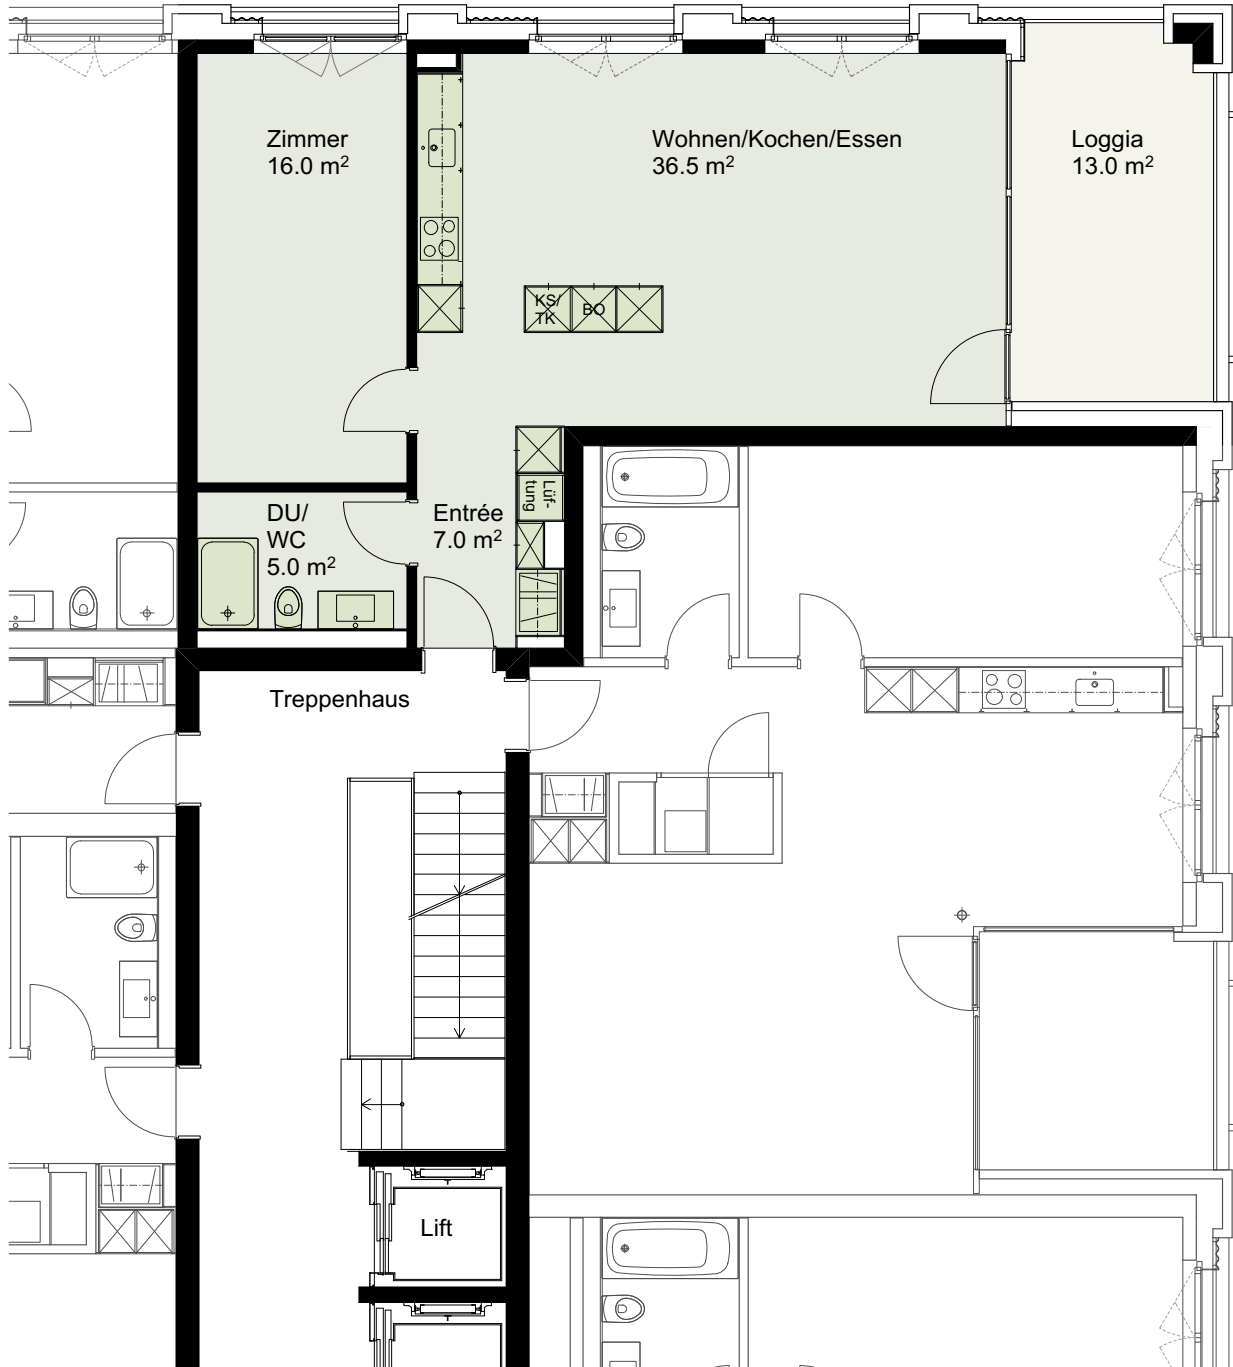 Zimmer
16.0 m²
Wohnen/Kochen/Essen
36.5 m²
Loggia
13.0 m²
KS/
TK
BO
DU/
WC
5.0 m²
Entrée
7.0 m²
Lüf-
tung
Treppenhaus
Lift